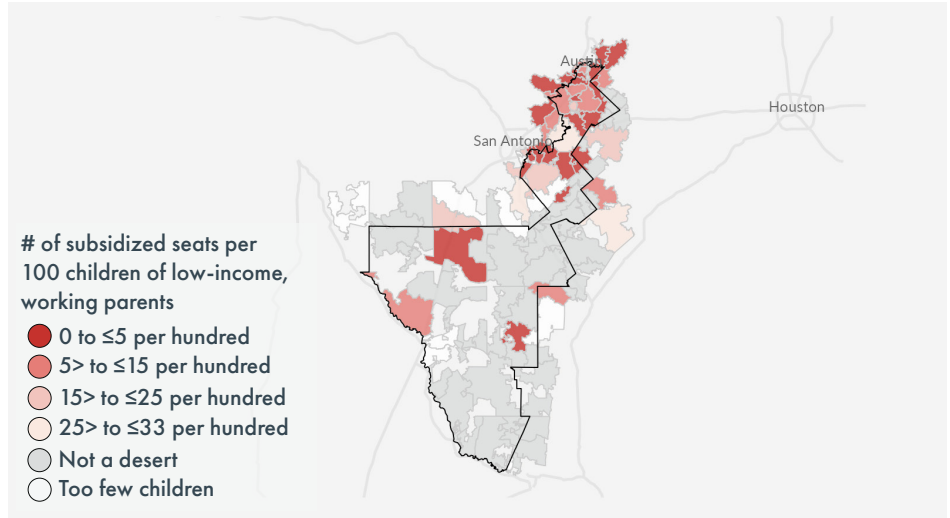 Austin
Houston
San Antonio
# of subsidized seats per
100 children of low-income,
working parents
0 to ≤5 per hundred
5> to ≤15 per hundred
15> to ≤25 per hundred
25> to ≤33 per hundred
Not a desert
Too few children